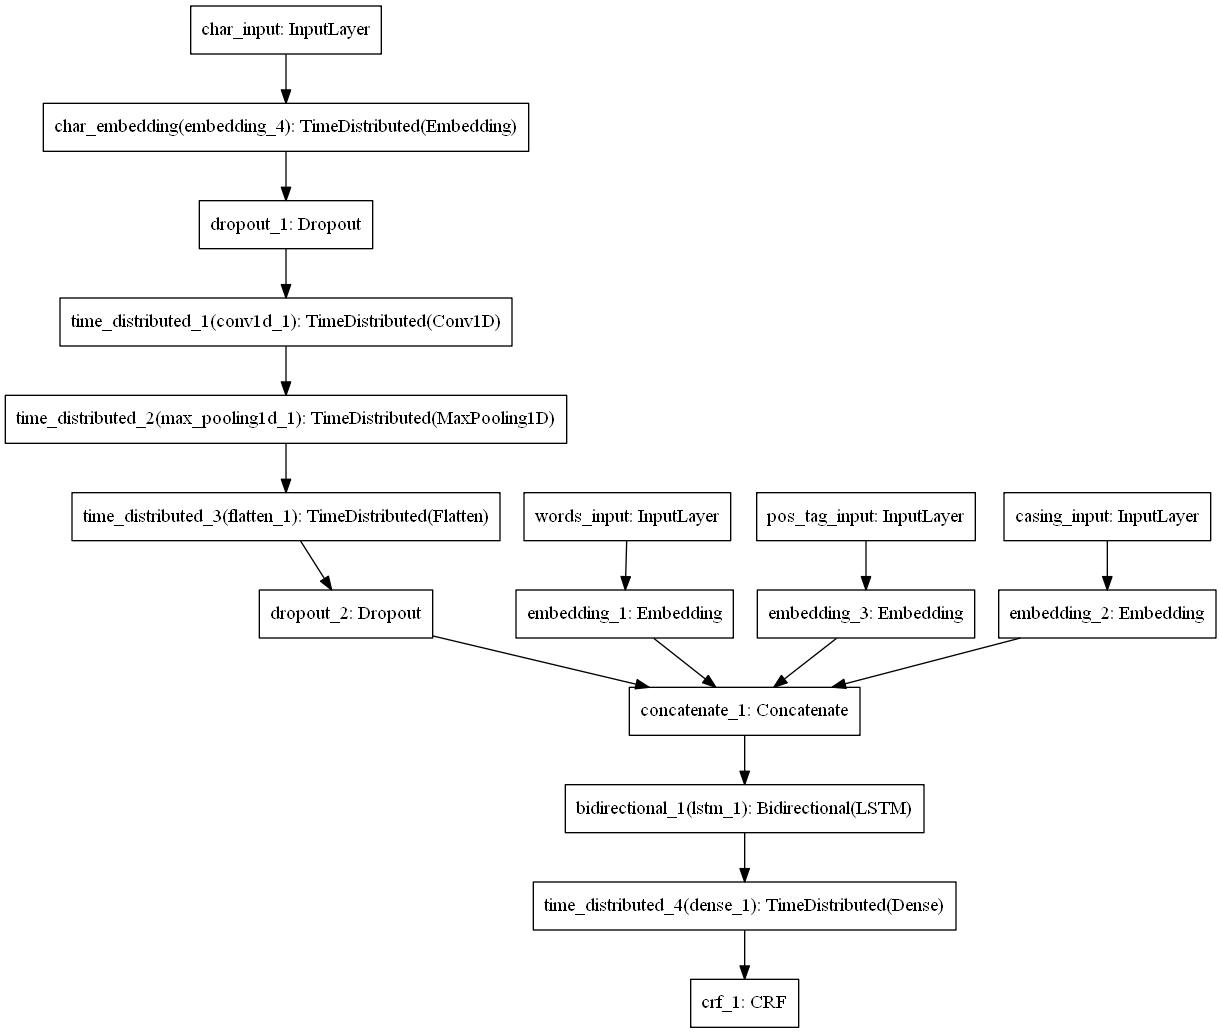 char_input: InputLayer
char_embedding(embedding_4): TimeDistributed(Embedding)
dropout_1: Dropout
time_distributed_1(conv1d_1): TimeDistributed(Conv1D)
time_distributed_2(max_pooling1d_1): TimeDistributed(MaxPooling1D)
time_distributed_3(flatten_1): TimeDistributed(Flatten)
words_input: InputLayer
pos_tag_input: InputLayer
casing_input: InputLayer
dropout_2: Dropout
embedding_1: Embedding
embedding_3: Embedding
embedding_2: Embedding
concatenate_1: Concatenate
bidirectional_1(lstm_1): Bidirectional(LSTM)
time_distributed_4(dense_1): TimeDistributed(Dense)
crf_1: CRF